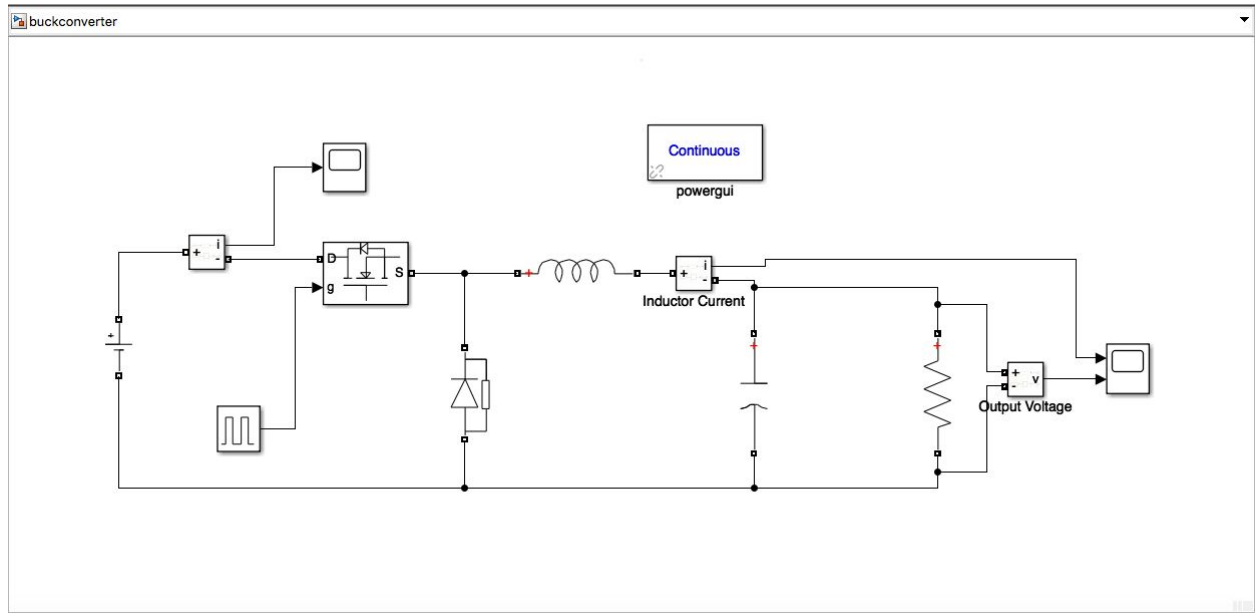 buckconverter
Continuous
powergui
i
+
-
D
S
g
i
+
-
Inductor Current
+
+
+
+
+
v
-
Output Voltage